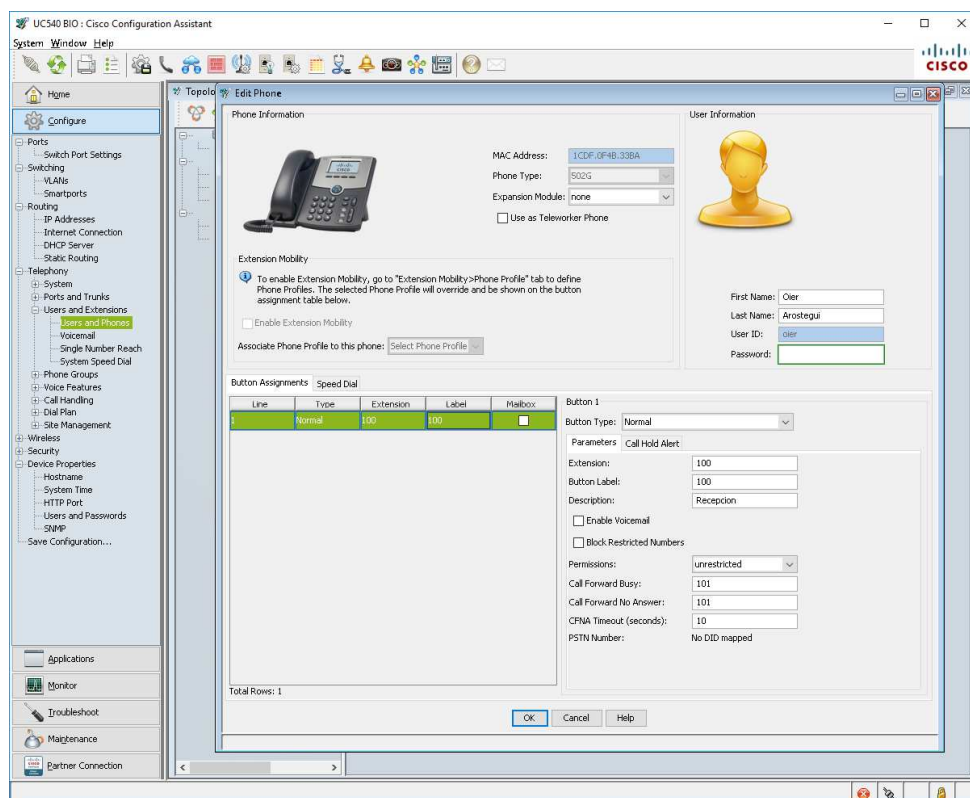 UC540 BIO : Cisco Configuration Assistant
System Window Help
CISCO
Home
Configure
Ports
Switch Port Settings
Switching
VLANs
Smartports
Routing
IP Addresses
Internet Connection
DHCP Server
Static Routing
Telephony
System
Ports and Trunks
Users and Extensions
Users and Phones
Voicemail
Single Number Reach
System Speed Dial
Phone Groups
Voice Features
Call Handling
Dial Plan
Site Management
Wireless
Security
Device Properties
Hostname
System Time
HTTP Port
Users and Passwords
SNMP
Save Configuration...
Applications
Monitor
Troubleshoot
Maintenance
Partner Connection
Topolo
Edit Phone
Phone Information
MAC Address: 1CDF.0F4B.33BA
Phone Type: 502G
Expansion Module: none
Use as Teleworker Phone
Extension Mobility
To enable Extension Mobility, go to "Extension Mobility>Phone Profile" tab to define
Phone Profiles. The selected Phone Profile will override and be shown on the button
assignment table below.
Enable Extension Mobility
Associate Phone Profile to this phone: Select Phone Profile
User Information
First Name: Oier
Last Name: Arostegui
User ID: oier
Password:
Button Assignments Speed Dial
Line Type Extension Label Mailbox
1 Normal 100 100
Total Rows: 1
Button 1
Button Type: Normal
Parameters Call Hold Alert
Extension: 100
Button Label: 100
Description: Recepcion
Enable Voicemail
Block Restricted Numbers
Permissions: unrestricted
Call Forward Busy: 101
Call Forward No Answer: 101
CFNA Timeout (seconds): 10
PSTN Number: No DID mapped
OK Cancel Help